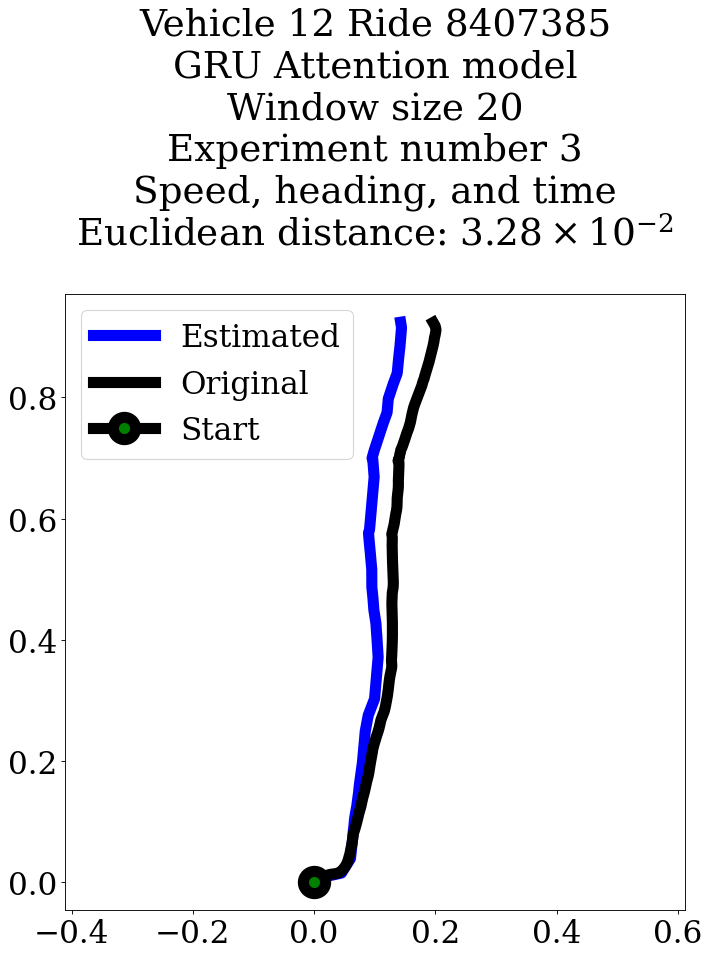 Vehicle 12 Ride 8407385
GRU Attention model
Window size 20
Experiment number 3
Speed, heading, and time
Euclidean distance: 3.28 × 10⁻²
Estimated
Original
Start
0.8
0.6
0.4
0.2
0.0
−0.4 −0.2 0.0 0.2 0.4 0.6